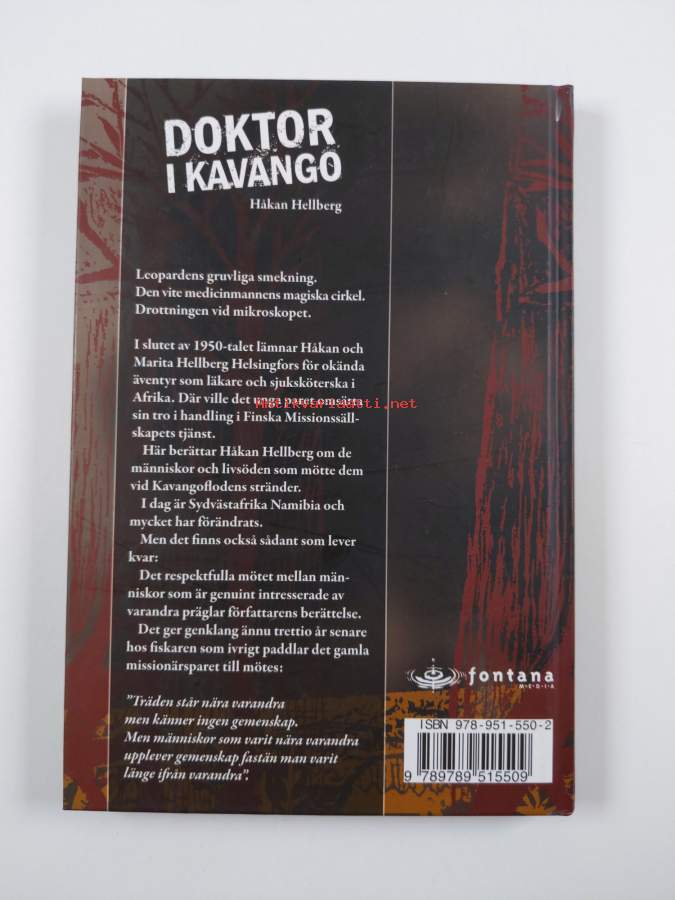 DOKTOR
I KAVANGO
Håkan Hellberg
Leopardens gruvliga smekning.
Den vite medicinmannens magiska cirkel.
Drottningen vid mikroskopet.
I slutet av 1950-talet lämnar Håkan och
Marita Hellberg Helsingfors för okända
äventyr som läkare och sjuksköterska i
Afrika. Där ville det unga paret omsätta
Antikvariaatti.net
sin tro i handling i Finska Missionssäll-
skapets tjänst.
Här berättar Håkan Hellberg om de
människor och livsöden som mötte dem
vid Kavangoflodens stränder.
I dag är Sydvästafrika Namibia och
mycket har förändrats.
Men det finns också sådant som lever
kvar:
Det respektfulla mötet mellan män-
niskor som är genuint intresserade av
varandra präglar författarens berättelse.
Det ger genklang ännu trettio år senare
hos fiskaren som ivrigt paddlar det gamla
missionärsparet till mötes:
”Träden står nära varandra
men känner ingen gemenskap.
Men människor som varit nära varandra
upplever gemenskap fastän man varit
länge ifrån varandra”.
fontana
MEDIA
ISBN 978-951-550-2
9 789789 515509